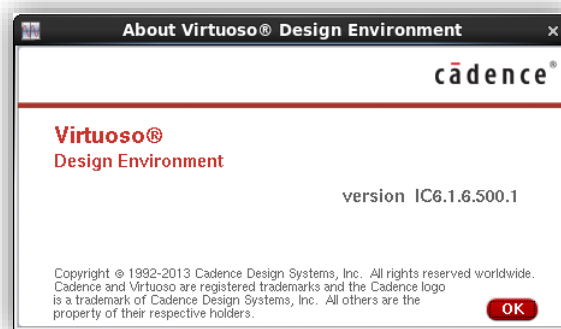 About Virtuoso® Design Environment
cādence®
Virtuoso®
Design Environment
version IC6.1.6.500.1
Copyright © 1992-2013 Cadence Design Systems, Inc. All rights reserved worldwide.
Cadence and Virtuoso are registered trademarks and the Cadence logo
is a trademark of Cadence Design Systems, Inc. All others are the
property of their respective holders.
OK